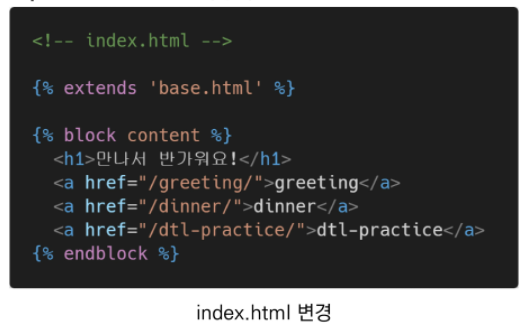 <!-- index.html -->
{% extends 'base.html' %}
{% block content %}
<h1>만나서 반가워요!</h1>
<a href="/greeting/">greeting</a>
<a href="/dinner/">dinner</a>
<a href="/dtl-practice/">dtl-practice</a>
{% endblock %}
index.html 변경